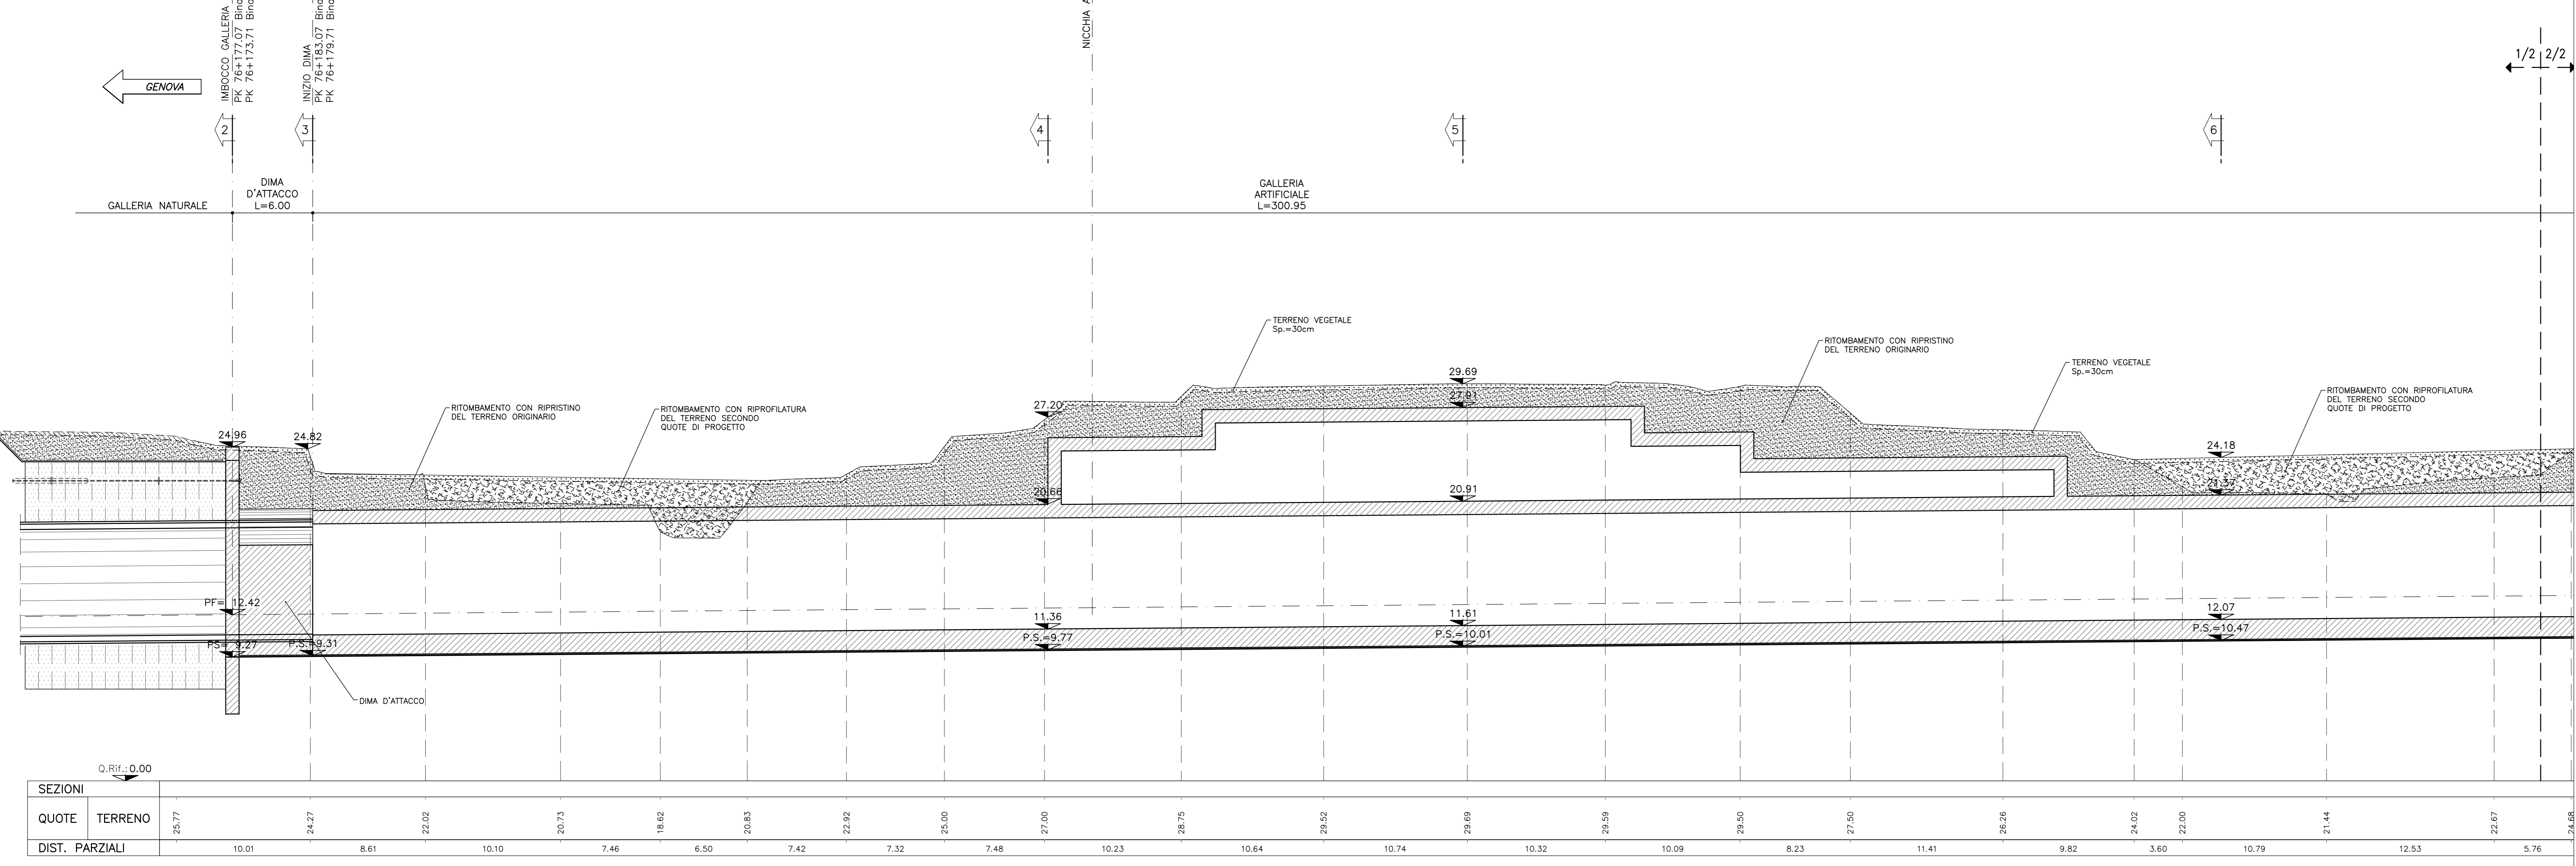 IMBOCCO GALLERIA
PK 76+177.07
PK 76+173.71
INIZIO DIMA
PK 76+183.07
PK 76+179.71
NICCHIA
1/2 2/2
GENOVA
2
3
4
5
6
GALLERIA NATURALE
DIMA
D'ATTACCO
L=6.00
GALLERIA
ARTIFICIALE
L=300.95
TERRENO VEGETALE
Sp.=30cm
RITOMBAMENTO CON RIPRISTINO
DEL TERRENO ORIGINARIO
TERRENO VEGETALE
Sp.=30cm
RITOMBAMENTO CON RIPROFILATURA
DEL TERRENO SECONDO
QUOTE DI PROGETTO
RITOMBAMENTO CON RIPRISTINO
DEL TERRENO ORIGINARIO
RITOMBAMENTO CON RIPROFILATURA
DEL TERRENO SECONDO
QUOTE DI PROGETTO
29.69
27.91
27.20
24.96
24.82
24.18
20.66
20.91
21.37
PF= 12.42
11.36
11.61
12.07
PS= 9.27
P.S.=9.31
P.S.=9.77
P.S.=10.01
P.S.=10.47
DIMA D'ATTACCO
Q.Rif.: 0.00
SEZIONI
QUOTE TERRENO 25.77 24.27 22.02 20.73 18.62 20.83 22.92 25.00 27.00 28.75 29.52 29.69 29.59 29.50 27.50 26.26 24.02 22.00 21.44 22.67 24.68
DIST. PARZIALI 10.01 8.61 10.10 7.46 6.50 7.42 7.32 7.48 10.23 10.64 10.74 10.32 10.09 8.23 11.41 9.82 3.60 10.79 12.53 5.76